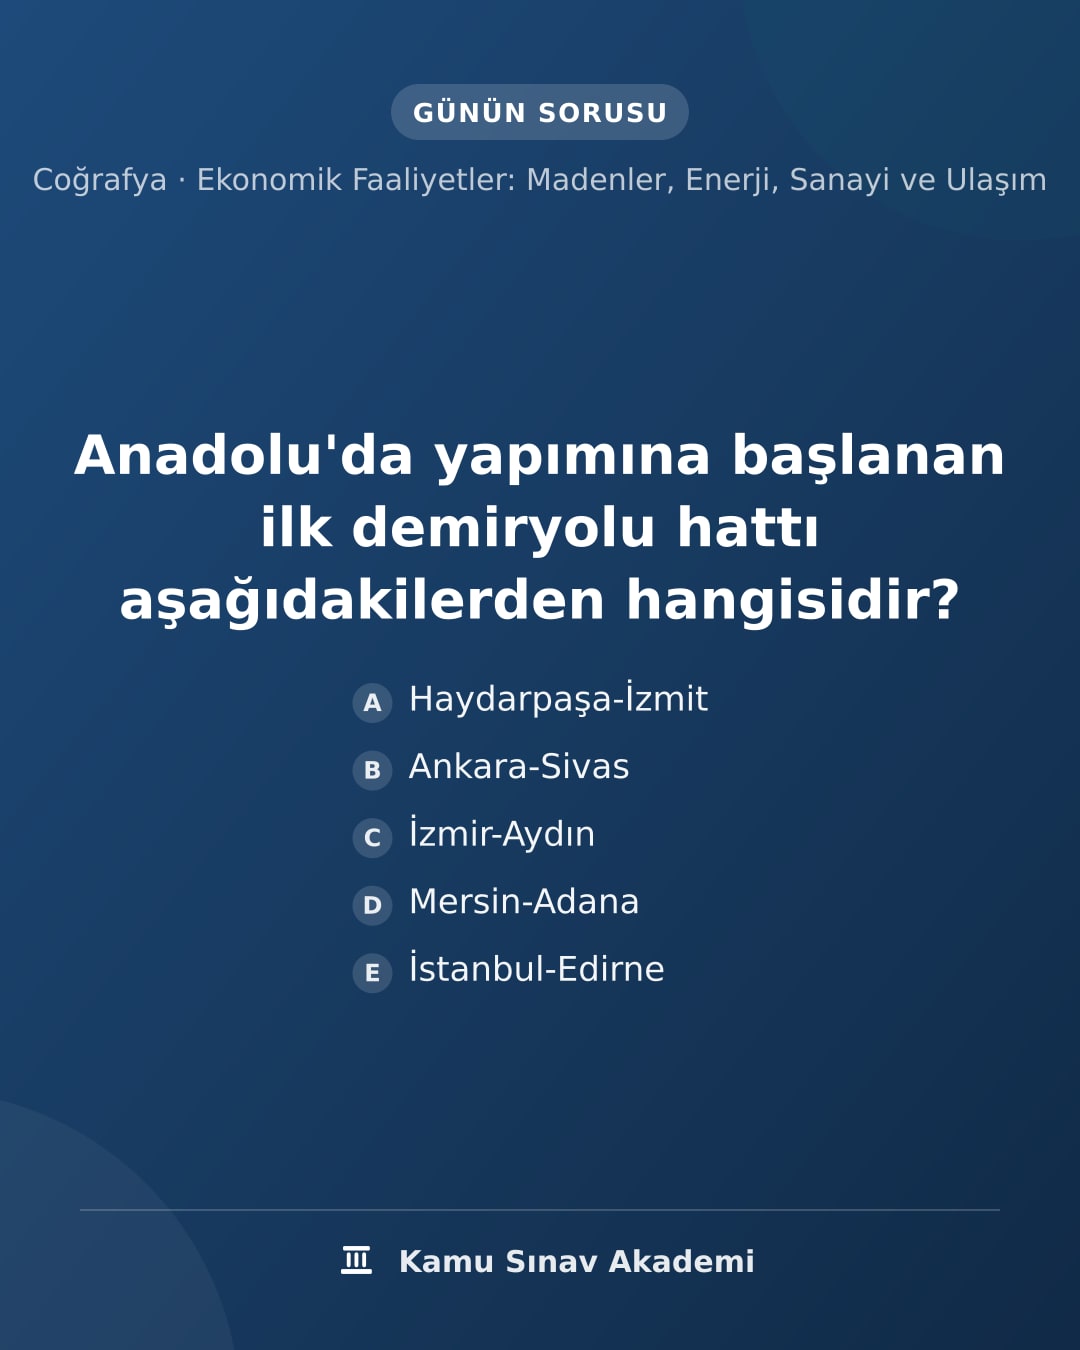 GÜNÜN SORUSU
Coğrafya · Ekonomik Faaliyetler: Madenler, Enerji, Sanayi ve Ulaşım
Anadolu'da yapımına başlanan
ilk demiryolu hattı
aşağıdakilerden hangisidir?
A Haydarpaşa-İzmit
B Ankara-Sivas
C İzmir-Aydın
D Mersin-Adana
E İstanbul-Edirne
Kamu Sınav Akademi